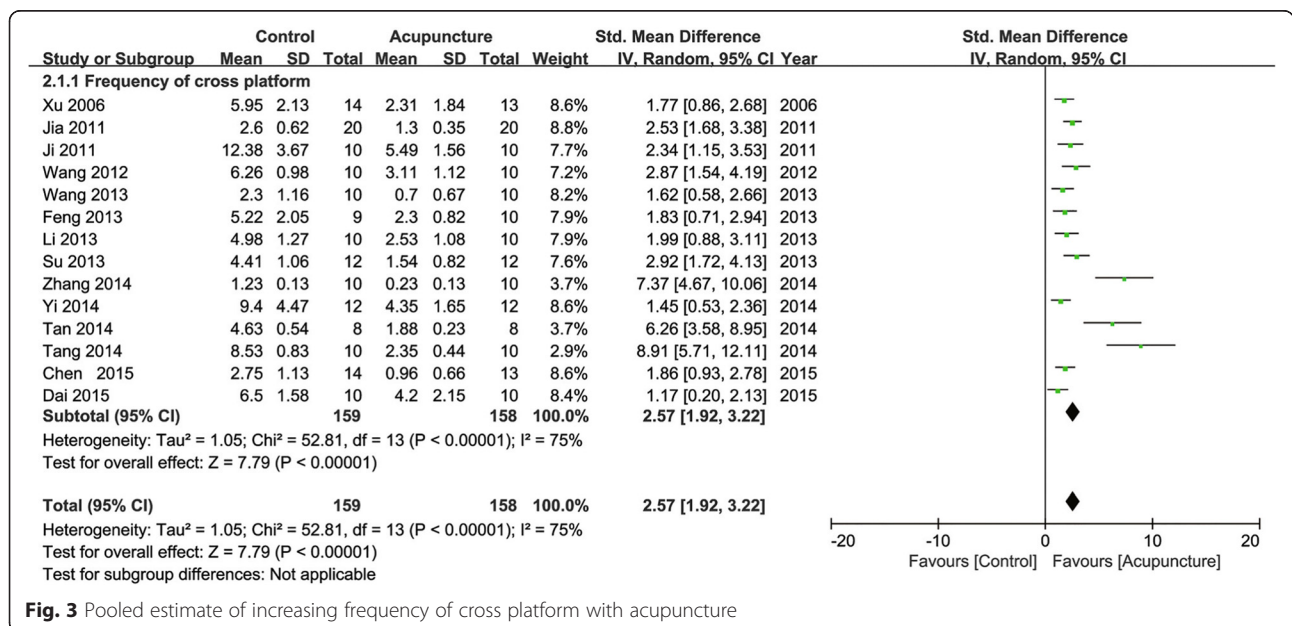 Control Acupuncture Std. Mean Difference Std. Mean Difference
Study or Subgroup Mean SD Total Mean SD Total Weight IV, Random, 95% CI Year IV, Random, 95% CI
2.1.1 Frequency of cross platform
Xu 2006 5.95 2.13 14 2.31 1.84 13 8.6% 1.77 [0.86, 2.68] 2006
Jia 2011 2.6 0.62 20 1.3 0.35 20 8.8% 2.53 [1.68, 3.38] 2011
Ji 2011 12.38 3.67 10 5.49 1.56 10 7.7% 2.34 [1.15, 3.53] 2011
Wang 2012 6.26 0.98 10 3.11 1.12 10 7.2% 2.87 [1.54, 4.19] 2012
Wang 2013 2.3 1.16 10 0.7 0.67 10 8.2% 1.62 [0.58, 2.66] 2013
Feng 2013 5.22 2.05 9 2.3 0.82 10 7.9% 1.83 [0.71, 2.94] 2013
Li 2013 4.98 1.27 10 2.53 1.08 10 7.9% 1.99 [0.88, 3.11] 2013
Su 2013 4.41 1.06 12 1.54 0.82 12 7.6% 2.92 [1.72, 4.13] 2013
Zhang 2014 1.23 0.13 10 0.23 0.13 10 3.7% 7.37 [4.67, 10.06] 2014
Yi 2014 9.4 4.47 12 4.35 1.65 12 8.6% 1.45 [0.53, 2.36] 2014
Tan 2014 4.63 0.54 8 1.88 0.23 8 3.7% 6.26 [3.58, 8.95] 2014
Tang 2014 8.53 0.83 10 2.35 0.44 10 2.9% 8.91 [5.71, 12.11] 2014
Chen 2015 2.75 1.13 14 0.96 0.66 13 8.6% 1.86 [0.93, 2.78] 2015
Dai 2015 6.5 1.58 10 4.2 2.15 10 8.4% 1.17 [0.20, 2.13] 2015
Subtotal (95% CI) 159 158 100.0% 2.57 [1.92, 3.22]
Heterogeneity: Tau² = 1.05; Chi² = 52.81, df = 13 (P < 0.00001); I² = 75%
Test for overall effect: Z = 7.79 (P < 0.00001)
Total (95% CI) 159 158 100.0% 2.57 [1.92, 3.22]
Heterogeneity: Tau² = 1.05; Chi² = 52.81, df = 13 (P < 0.00001); I² = 75%
Test for overall effect: Z = 7.79 (P < 0.00001)
Test for subgroup differences: Not applicable
-20 -10 0 10 20
Favours [Control] Favours [Acupuncture]
Fig. 3 Pooled estimate of increasing frequency of cross platform with acupuncture